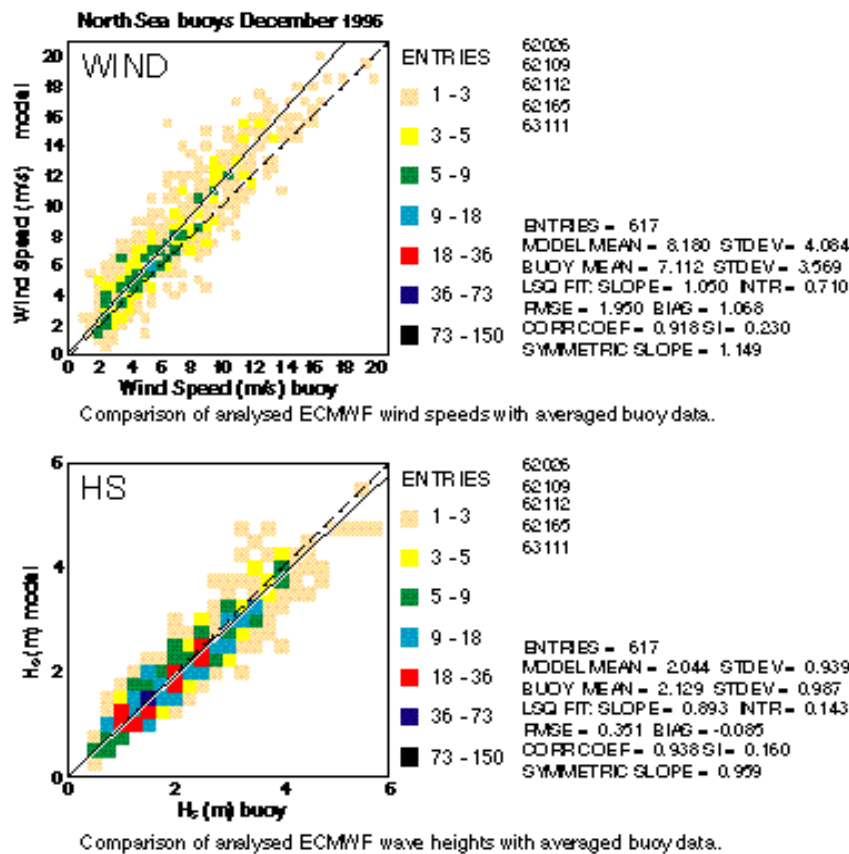 North Sea buoys December 1996
WIND
Wind Speed (m/s) model
20
18
16
14
12
10
8
6
4
2
0
0 2 4 6 8 10 12 14 16 18 20
Wind Speed (m/s) buoy
ENTRIES
1 - 3
3 - 5
5 - 9
9 - 18
18 - 36
36 - 73
73 - 150
62026
62109
62112
62165
63111
ENTRIES = 617
MODEL MEAN = 8.180 STDEV = 4.084
BUOY MEAN = 7.112 STDEV = 3.569
LSQ FIT: SLOPE = 1.050 INTR = 0.710
RMSE = 1.950 BIAS = 1.068
CORR COEF = 0.918 SI = 0.230
SYMMETRIC SLOPE = 1.149
Comparison of analysed ECMWF wind speeds with averaged buoy data.
HS
Hs (m) model
6
4
2
0
0 2 4 6
Hs (m) buoy
ENTRIES
1 - 3
3 - 5
5 - 9
9 - 18
18 - 36
36 - 73
73 - 150
62026
62109
62112
62165
63111
ENTRIES = 617
MODEL MEAN = 2.044 STDEV = 0.939
BUOY MEAN = 2.129 STDEV = 0.987
LSQ FIT: SLOPE = 0.893 INTR = 0.143
RMSE = 0.351 BIAS = -0.085
CORR COEF = 0.938 SI = 0.160
SYMMETRIC SLOPE = 0.959
Comparison of analysed ECMWF wave heights with averaged buoy data.